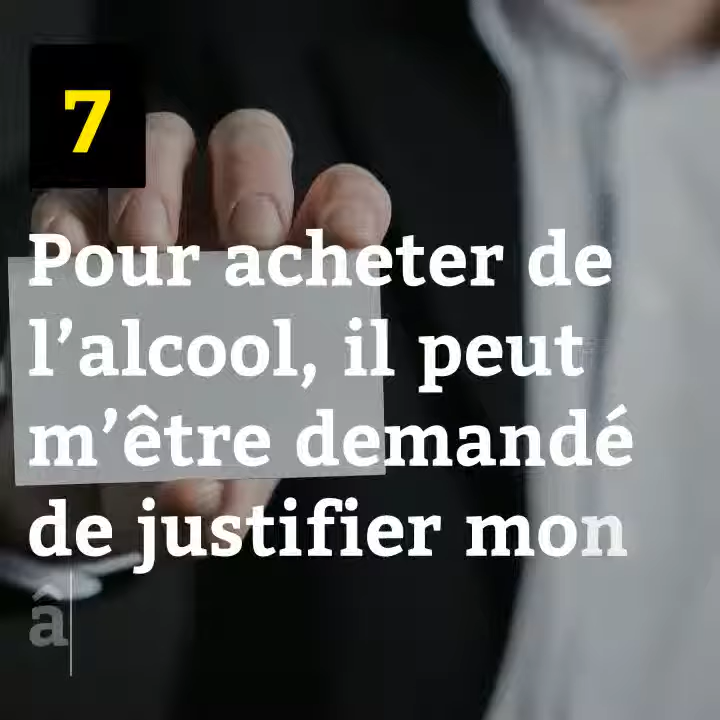 7
Pour acheter de
l’alcool, il peut
m’être demandé
de justifier mon
â